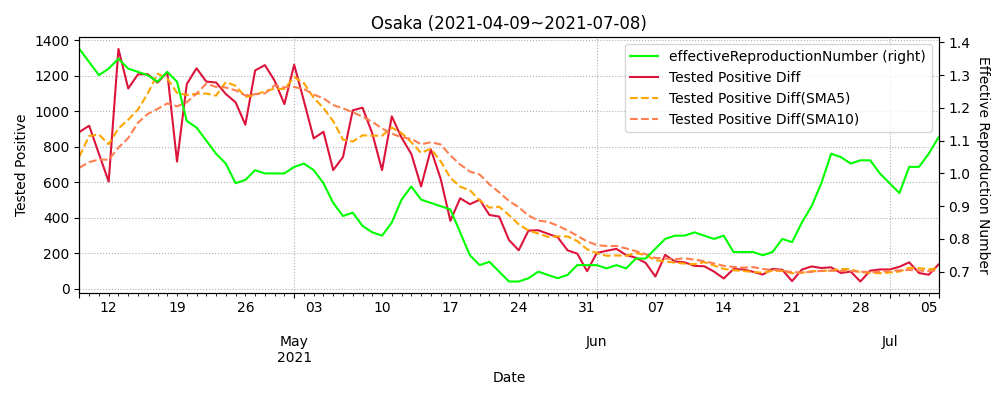 Osaka (2021-04-09~2021-07-08)
effectiveReproductionNumber (right)
Tested Positive Diff
Tested Positive Diff(SMA5)
Tested Positive Diff(SMA10)
Tested Positive
1400
1200
1000
800
600
400
200
0
Effective Reproduction Number
1.4
1.3
1.2
1.1
1.0
0.9
0.8
0.7
12 19 26 03 10 17 24 31 07 14 21 28 05
May Jun Jul
2021
Date